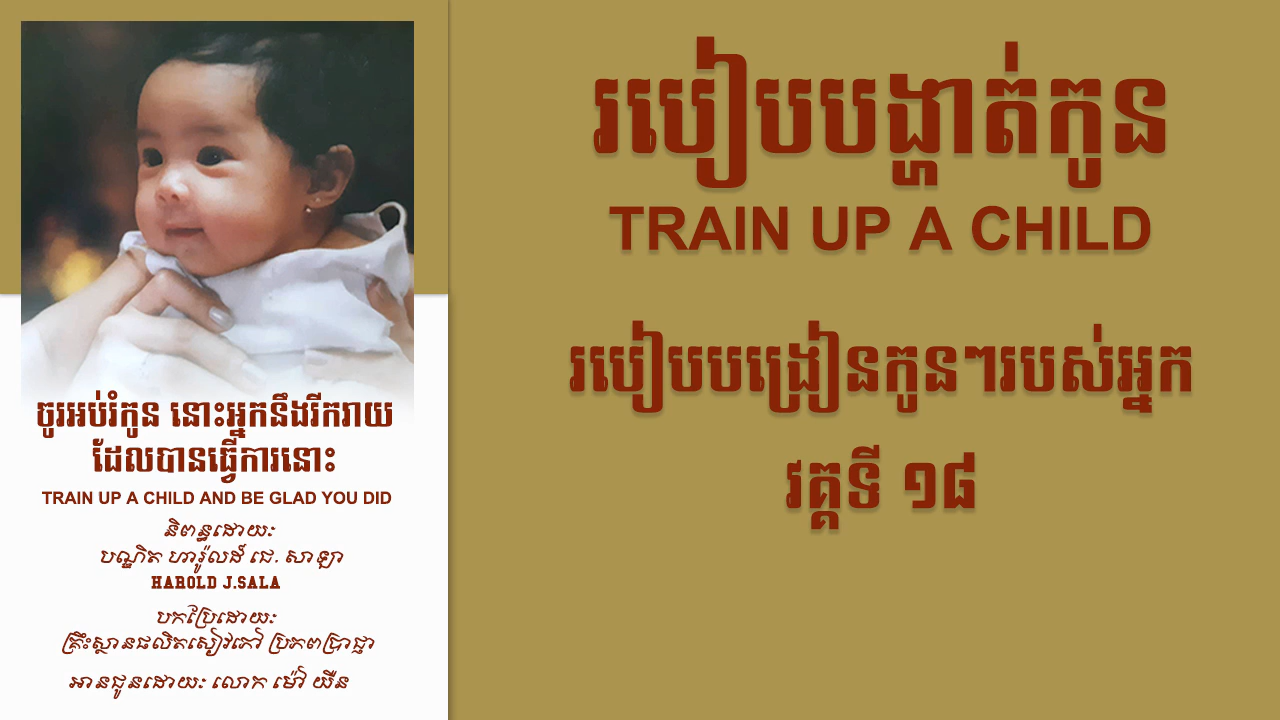 របៀបបង្ហាត់កូន
TRAIN UP A CHILD
របៀបបង្រៀនកូនៗរបស់អ្នក
វគ្គទី ១៨
ចូរអប់រំកូន នោះអ្នកនឹងរីករាយ
ដែលបានធ្វើការនោះ
TRAIN UP A CHILD AND BE GLAD YOU DID
និពន្ធដោយៈ
បណ្ឌិត ហារ៉ូលដ៍ ជេ. សាឡា
HAROLD J.SALA
បកប្រែដោយៈ
គ្រឹះស្ថានផលិតសៀវភៅ ប្រភពប្រាជ្ញា
អានជូនដោយៈ លោក ម៉ៅ យឺន